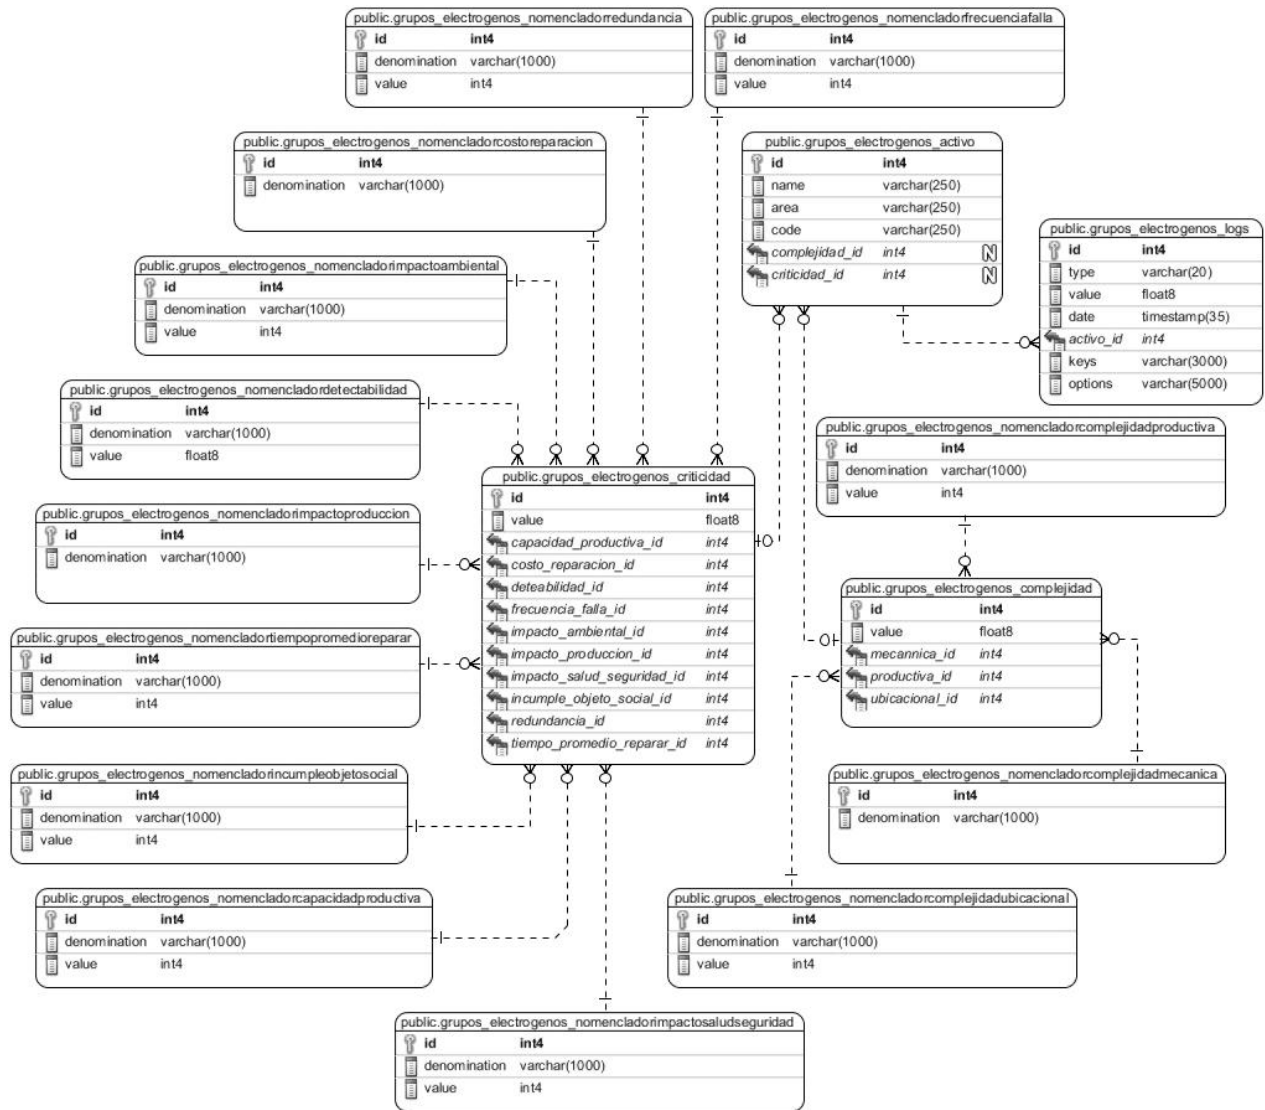 public.grupos_electrogenos_nomencladorredundancia
id int4
denomination varchar(1000)
value int4
public.grupos_electrogenos_nomencladorfrecuenciafalla
id int4
denomination varchar(1000)
value int4
public.grupos_electrogenos_nomencladorcostoreparacion
id int4
denomination varchar(1000)
public.grupos_electrogenos_activo
id int4
name varchar(250)
area varchar(250)
code varchar(250)
complejidad_id int4 N
criticidad_id int4 N
public.grupos_electrogenos_logs
id int4
type varchar(20)
value float8
date timestamp(35)
activo_id int4
keys varchar(3000)
options varchar(5000)
public.grupos_electrogenos_nomencladorimpactoambiental
id int4
denomination varchar(1000)
value int4
public.grupos_electrogenos_nomencladordetectabilidad
id int4
denomination varchar(1000)
value float8
public.grupos_electrogenos_nomencladorcomplejidadproductiva
id int4
denomination varchar(1000)
value int4
public.grupos_electrogenos_criticidad
id int4
value float8
capacidad_productiva_id int4
costo_reparacion_id int4
deteabilidad_id int4
frecuencia_falla_id int4
impacto_ambiental_id int4
impacto_produccion_id int4
impacto_salud_seguridad_id int4
incumple_objeto_social_id int4
redundancia_id int4
tiempo_promedio_reparar_id int4
public.grupos_electrogenos_nomencladorimpactoproduccion
id int4
denomination varchar(1000)
public.grupos_electrogenos_complejidad
id int4
value float8
mecannica_id int4
productiva_id int4
ubicacional_id int4
public.grupos_electrogenos_nomencladortiempopromedioreparar
id int4
denomination varchar(1000)
value int4
public.grupos_electrogenos_nomencladorincumpleobjetosocial
id int4
denomination varchar(1000)
value int4
public.grupos_electrogenos_nomencladorcomplejidadmecanica
id int4
denomination varchar(1000)
public.grupos_electrogenos_nomencladorcapacidadproductiva
id int4
denomination varchar(1000)
value int4
public.grupos_electrogenos_nomencladorcomplejidadubicacional
id int4
denomination varchar(1000)
value int4
public.grupos_electrogenos_nomencladorimpactosaludseguridad
id int4
denomination varchar(1000)
value int4